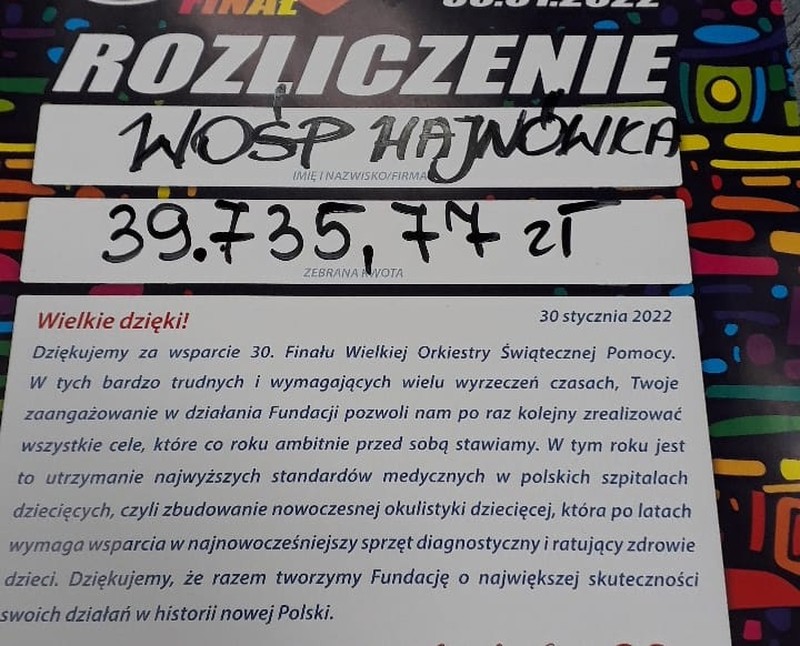 FINAŁ 30.01.2022
ROZLICZENIE
WOŚP HAJNÓWKA
IMIĘ I NAZWISKO/FIRMA
39.735,77 zł
ZEBRANA KWOTA
Wielkie dzięki! 30 stycznia 2022
Dziękujemy za wsparcie 30. Finału Wielkiej Orkiestry Świątecznej Pomocy.
W tych bardzo trudnych i wymagających wielu wyrzeczeń czasach, Twoje
zaangażowanie w działania Fundacji pozwoli nam po raz kolejny zrealizować
wszystkie cele, które co roku ambitnie przed sobą stawiamy. W tym roku jest
to utrzymanie najwyższych standardów medycznych w polskich szpitalach
dziecięcych, czyli zbudowanie nowoczesnej okulistyki dziecięcej, która po latach
wymaga wsparcia w najnowocześniejszy sprzęt diagnostyczny i ratujący zdrowie
dzieci. Dziękujemy, że razem tworzymy Fundację o największej skuteczności
swoich działań w historii nowej Polski.